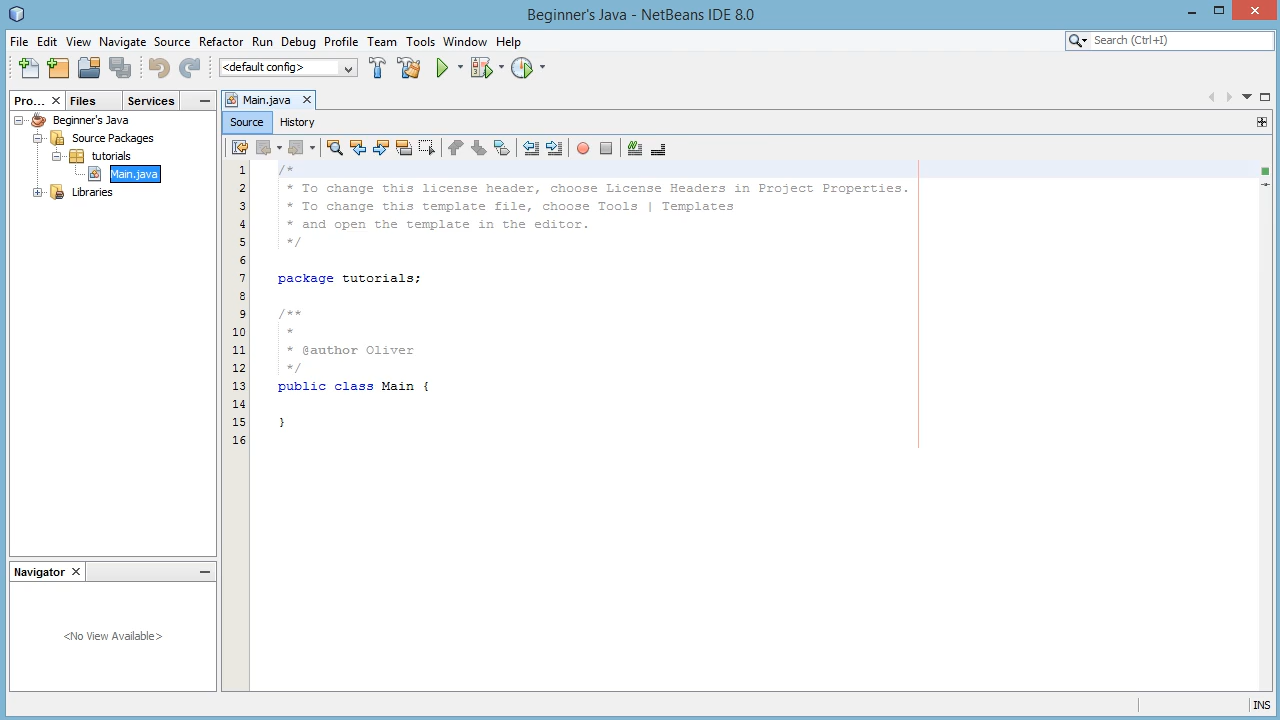 Beginner's Java - NetBeans IDE 8.0
File Edit View Navigate Source Refactor Run Debug Profile Team Tools Window Help
Search (Ctrl+I)
<default config>
Pro... Files Services
Main.java
Beginner's Java
Source Packages
tutorials
Main.java
Libraries
Source History
1 /*
2 * To change this license header, choose License Headers in Project Properties.
3 * To change this template file, choose Tools | Templates
4 * and open the template in the editor.
5 */
6
7 package tutorials;
8
9 /**
10 *
11 * @author Oliver
12 */
13 public class Main {
14
15 }
16
Navigator
<No View Available>
INS